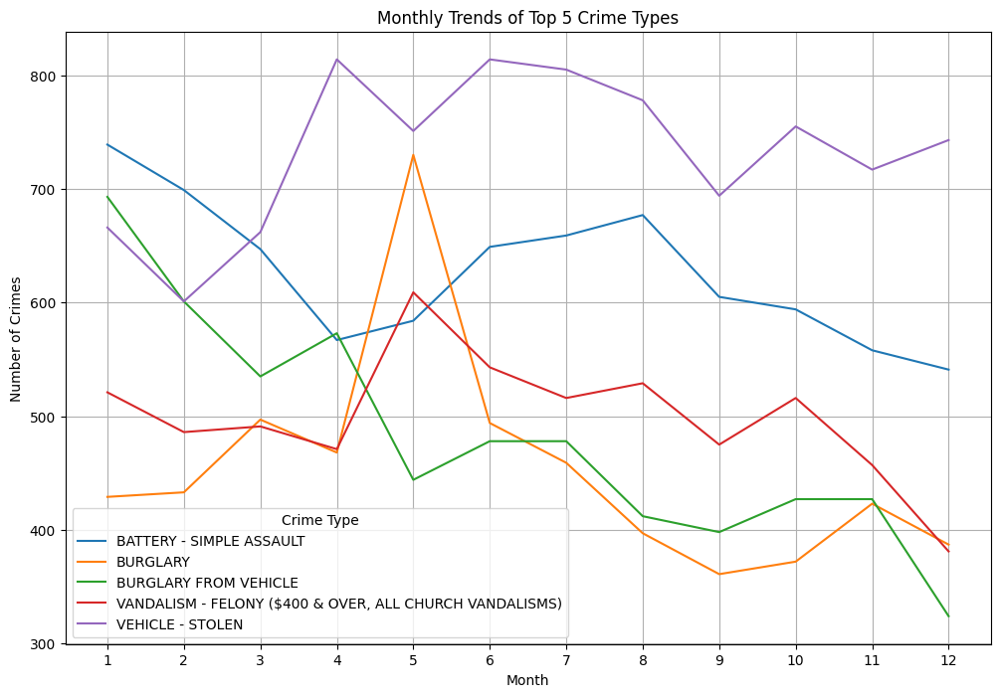 Monthly Trends of Top 5 Crime Types
Number of Crimes
800
700
600
500
400
300
Crime Type
BATTERY - SIMPLE ASSAULT
BURGLARY
BURGLARY FROM VEHICLE
VANDALISM - FELONY ($400 & OVER, ALL CHURCH VANDALISMS)
VEHICLE - STOLEN
1 2 3 4 5 6 7 8 9 10 11 12
Month